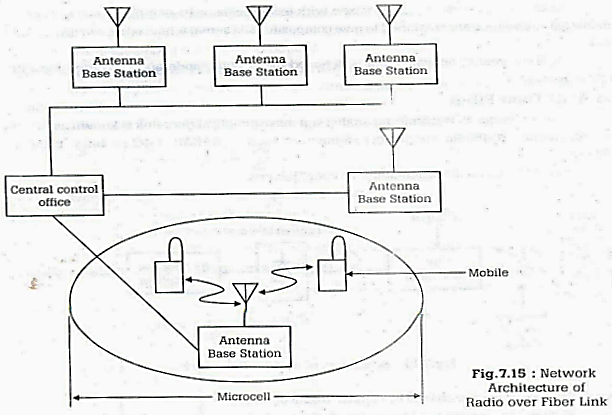 Antenna
Base Station
Antenna
Base Station
Antenna
Base Station
Central control
office
Antenna
Base Station
Mobile
Antenna
Base Station
Microcell
Fig.7.15 : Network
Architecture of
Radio over Fiber Link